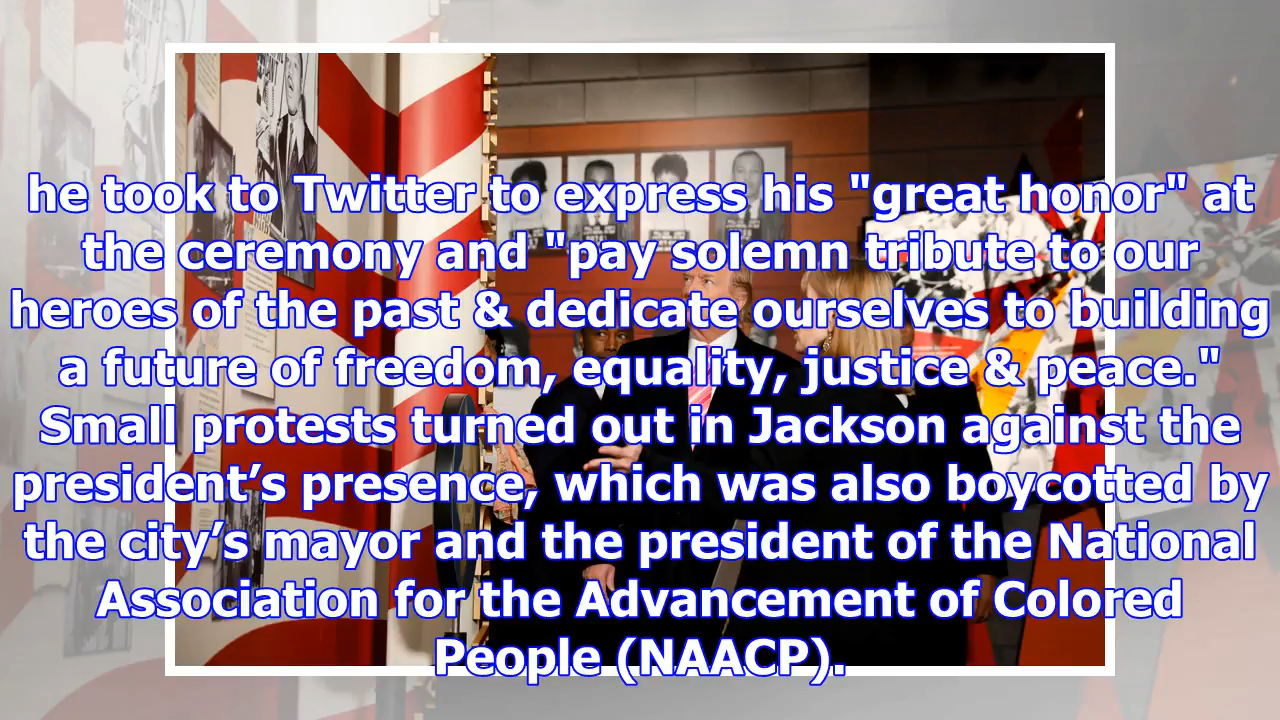 he took to Twitter to express his "great honor" at
the ceremony and "pay solemn tribute to our
heroes of the past & dedicate ourselves to building
a future of freedom, equality, justice & peace."
Small protests turned out in Jackson against the
president’s presence, which was also boycotted by
the city’s mayor and the president of the National
Association for the Advancement of Colored
People (NAACP).